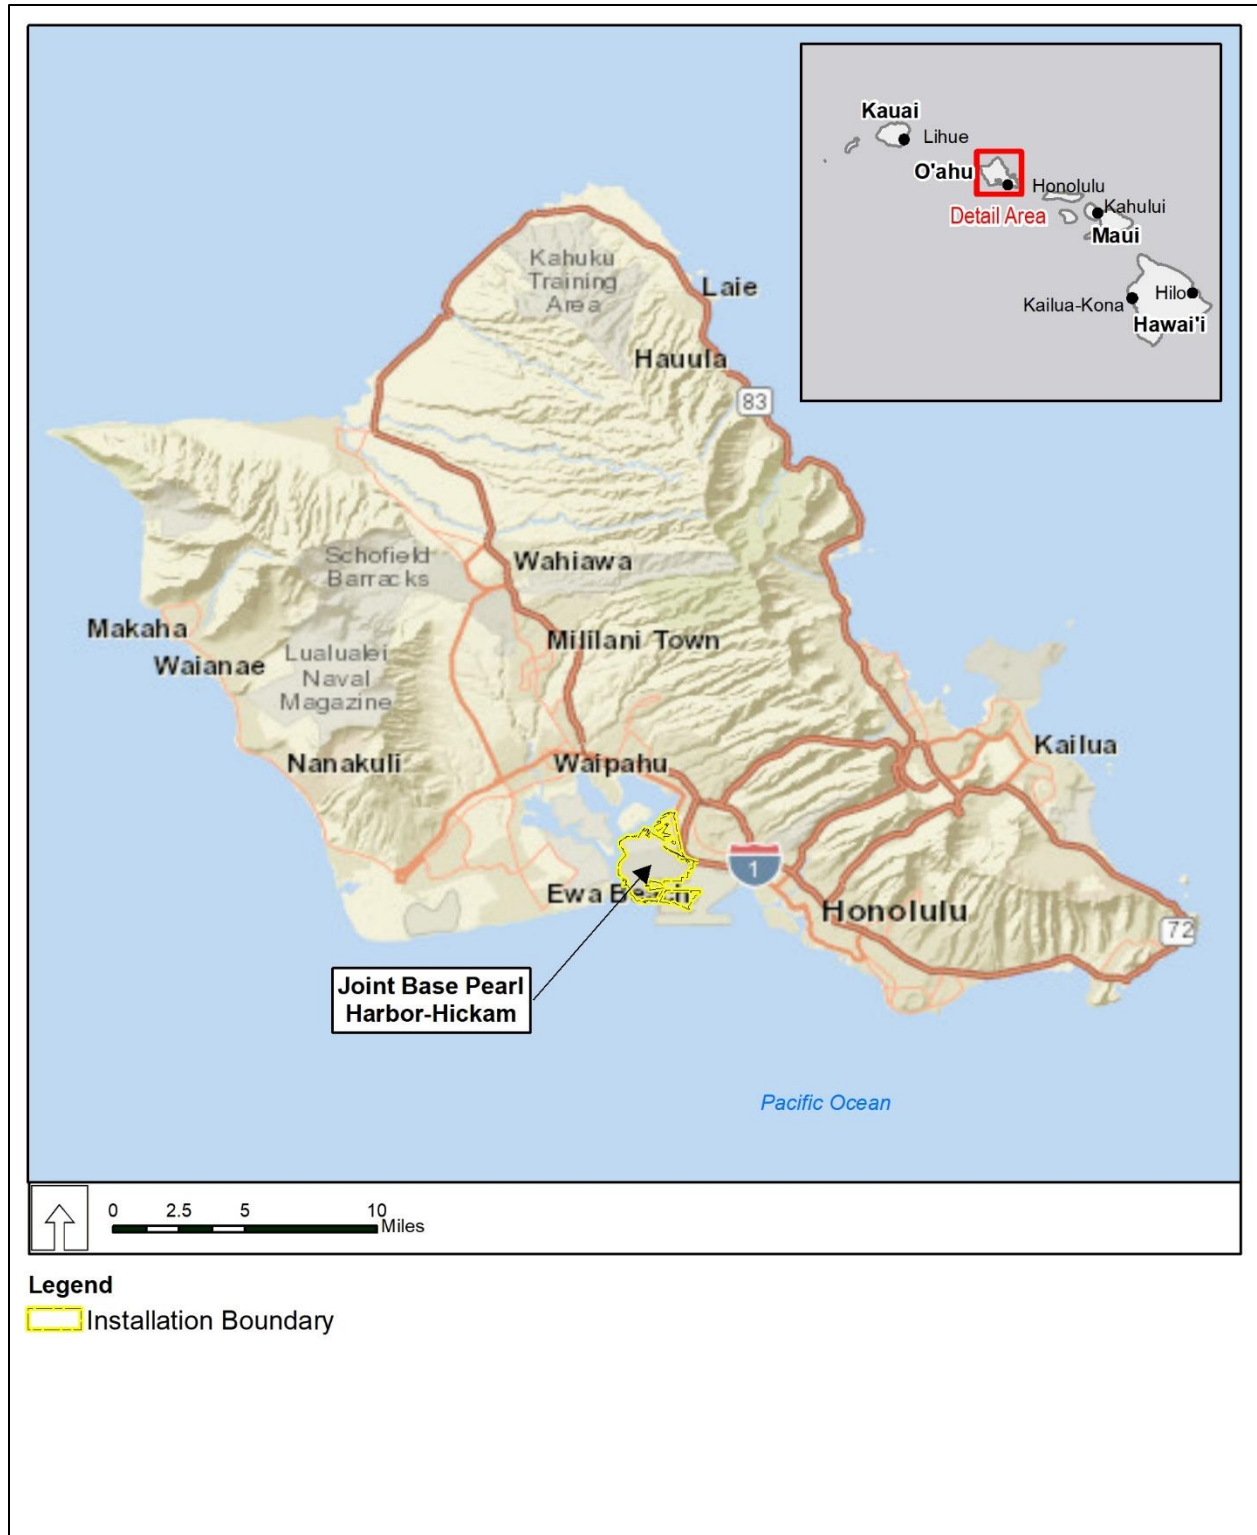 Kauai
Lihue
O'ahu
Honolulu
Detail Area
Kahului
Maui
Kailua-Kona
Hilo
Hawai'i
Kahuku
Training
Area
Laie
Hauula
83
Schofield
Barracks
Wahiawa
Makaha
Waianae
Lualualei
Naval
Magazine
Mililani Town
Nanakuli
Waipahu
Kailua
1
Ewa Beach
Honolulu
72
Joint Base Pearl
Harbor-Hickam
Pacific Ocean
0 2.5 5 10
Miles
Legend
Installation Boundary